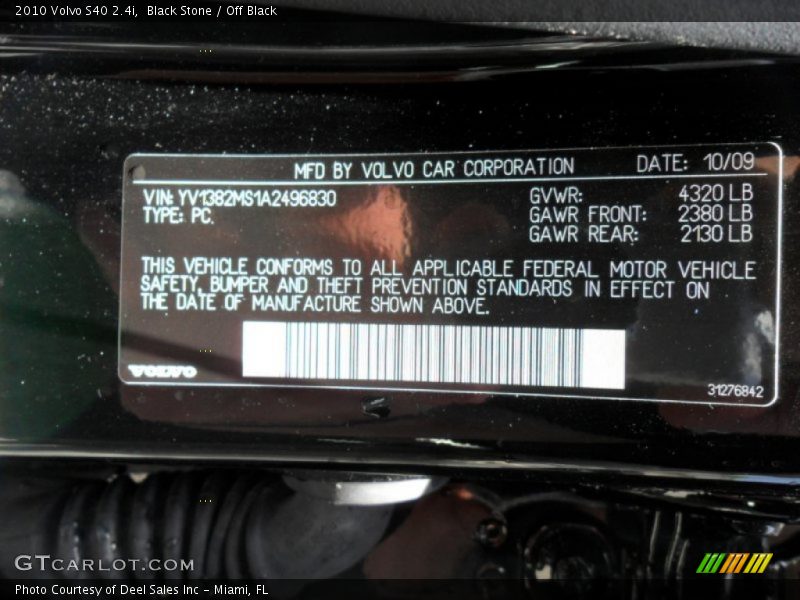 2010 Volvo S40 2.4i, Black Stone / Off Black
MFD BY VOLVO CAR CORPORATION DATE: 10/09
VIN: YV1382MS1A2496830 GVWR: 4320 LB
TYPE: PC. GAWR FRONT: 2380 LB
GAWR REAR: 2130 LB
THIS VEHICLE CONFORMS TO ALL APPLICABLE FEDERAL MOTOR VEHICLE
SAFETY, BUMPER AND THEFT PREVENTION STANDARDS IN EFFECT ON
THE DATE OF MANUFACTURE SHOWN ABOVE.
VOLVO
31276842
GTCARLOT.COM
Photo Courtesy of Deel Sales Inc - Miami, FL